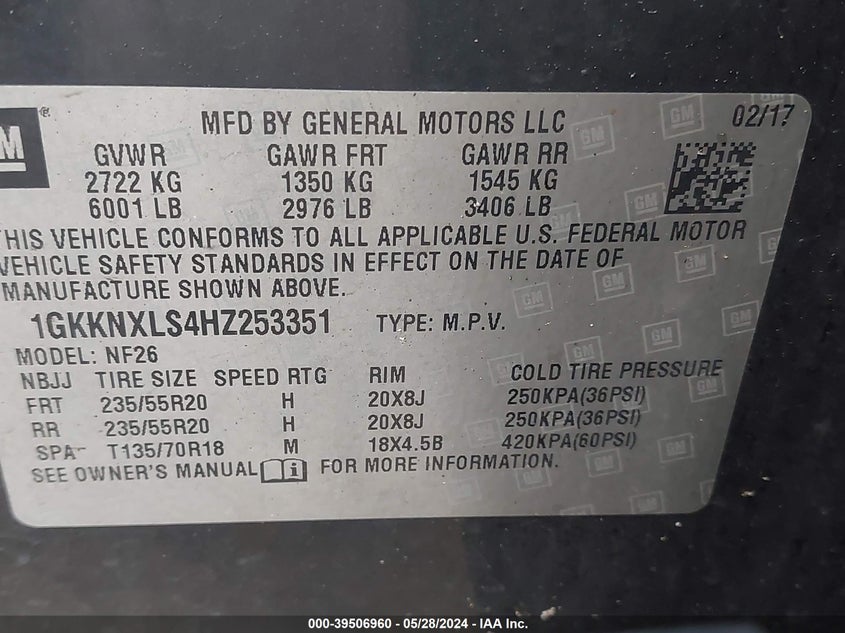 GM ®
MFD BY GENERAL MOTORS LLC 02/17
GVWR GAWR FRT GAWR RR
2722 KG 1350 KG 1545 KG
6001 LB 2976 LB 3406 LB
THIS VEHICLE CONFORMS TO ALL APPLICABLE U.S. FEDERAL MOTOR
VEHICLE SAFETY STANDARDS IN EFFECT ON THE DATE OF
MANUFACTURE SHOWN ABOVE.
1GKKNXLS4HZ253351 TYPE: M.P.V.
MODEL: NF26
NBJJ TIRE SIZE SPEED RTG RIM COLD TIRE PRESSURE
FRT 235/55R20 H 20X8J 250KPA(36PSI)
RR 235/55R20 H 20X8J 250KPA(36PSI)
SPA T135/70R18 M 18X4.5B 420KPA(60PSI)
SEE OWNER'S MANUAL i FOR MORE INFORMATION.
000-39506960 - 05/28/2024 - IAA Inc.